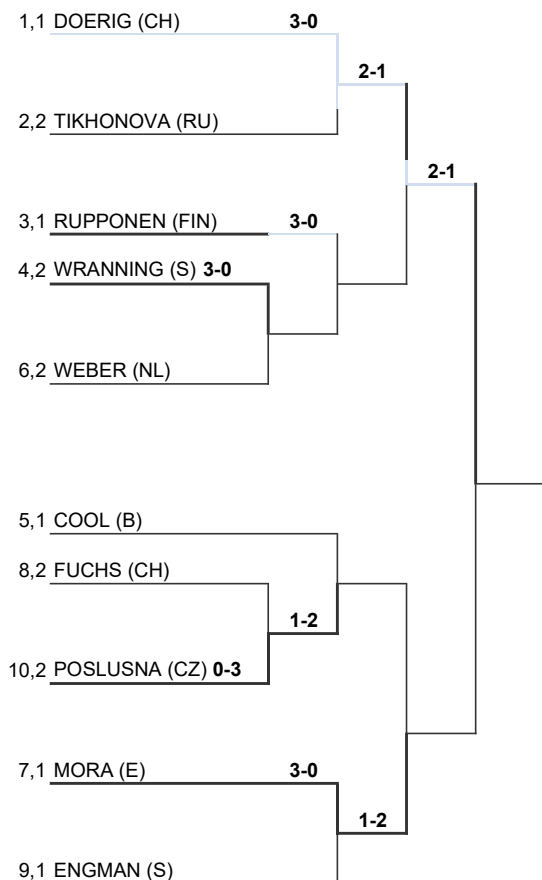 1,1 DOERIG (CH) 3-0
2-1
2,2 TIKHONOVA (RU)
2-1
3,1 RUPPONEN (FIN) 3-0
4,2 WRANNING (S) 3-0
6,2 WEBER (NL)
5,1 COOL (B)
8,2 FUCHS (CH)
1-2
10,2 POSLUSNA (CZ) 0-3
7,1 MORA (E) 3-0
1-2
9,1 ENGMAN (S)